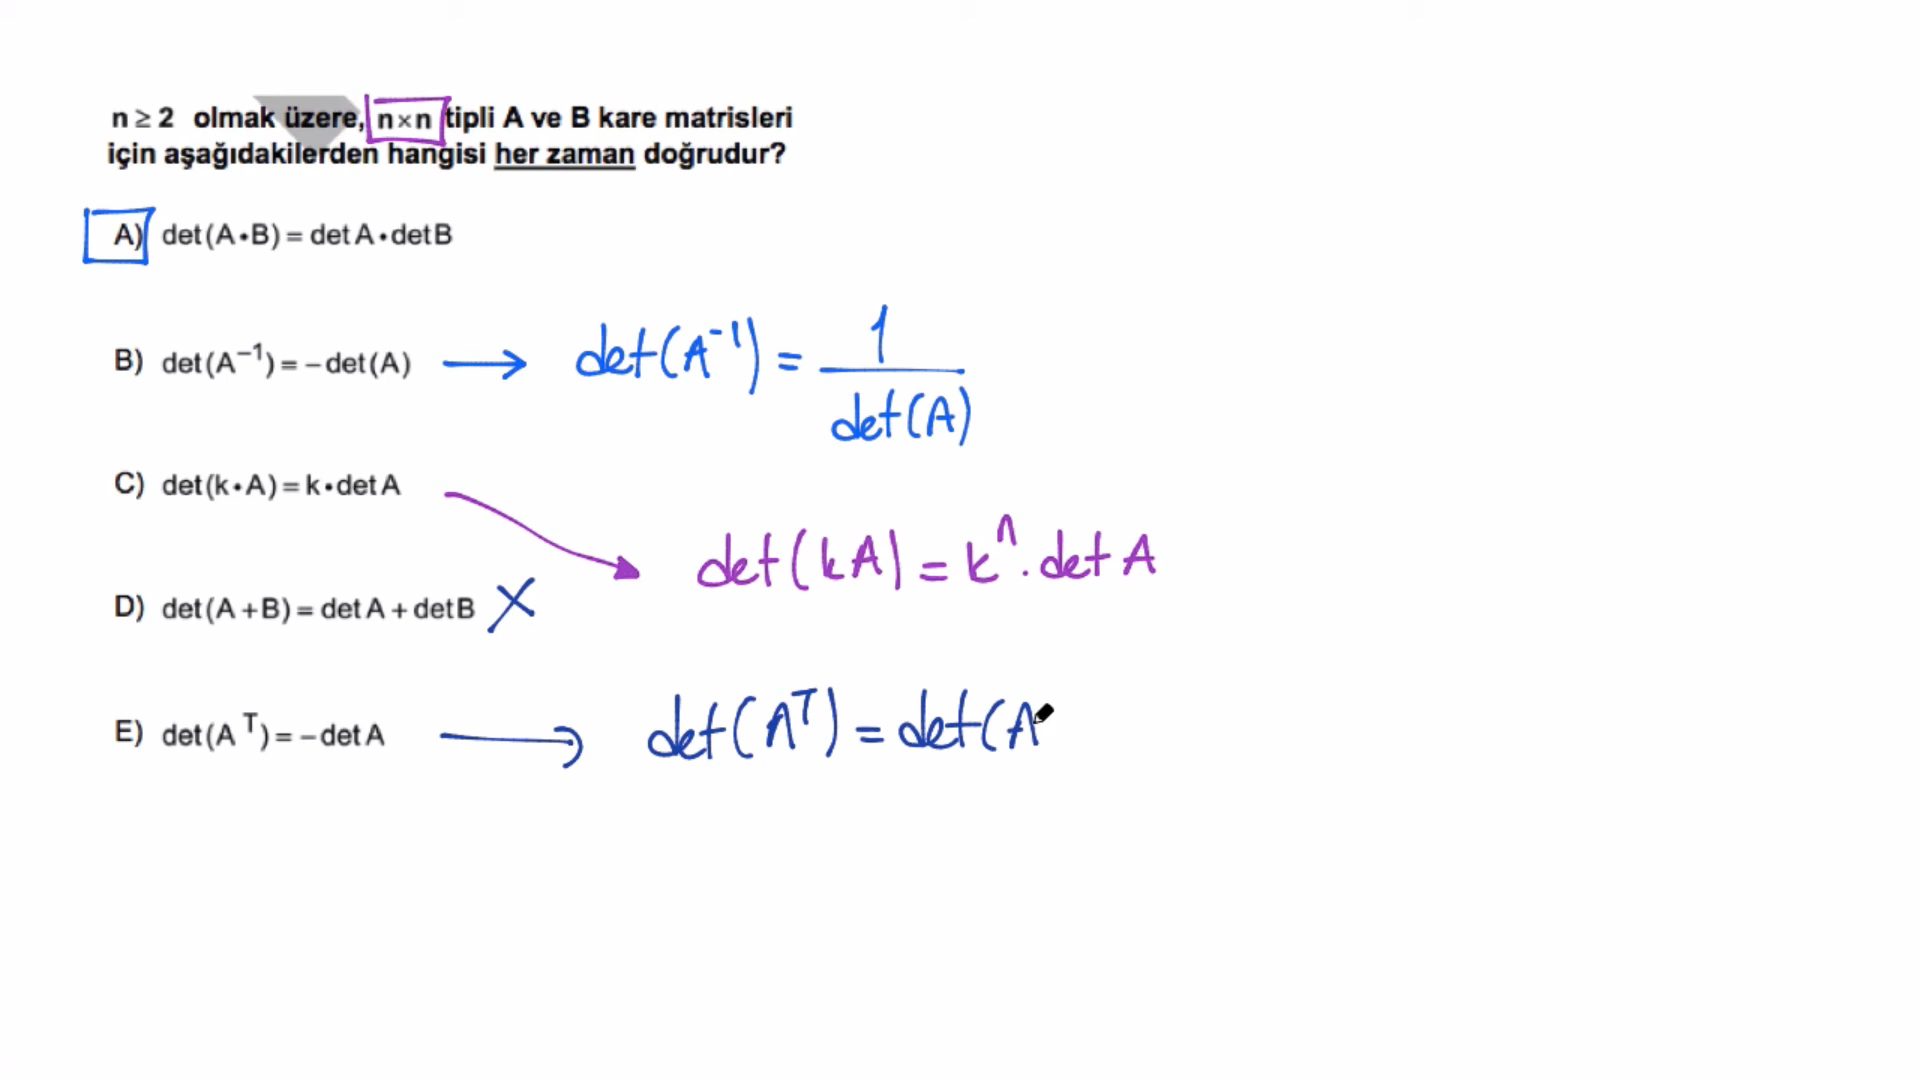 n ≥ 2 olmak üzere, n×n tipli A ve B kare matrisleri
için aşağıdakilerden hangisi her zaman doğrudur?
A) det(A•B) = det A•det B
B) det(A⁻¹) = –det(A) → det(A⁻¹) = 1/det(A)
C) det(k•A) = k•det A
det(kA) = kⁿ.det A
D) det(A+B) = det A + det B X
E) det(Aᵀ) = –det A → det(Aᵀ) = det(A